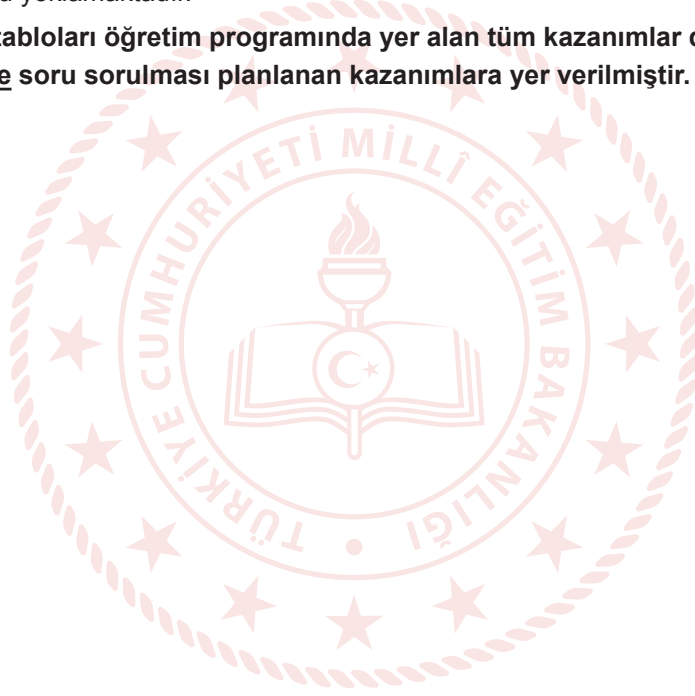 yoklamaktadır.
tabloları öğretim programında yer alan tüm kazanımlar
soru sorulması planlanan kazanımlara yer verilmiştir.
TÜRKİYE CUMHURİYETİ MİLLÎ EĞİTİM BAKANLIĞI